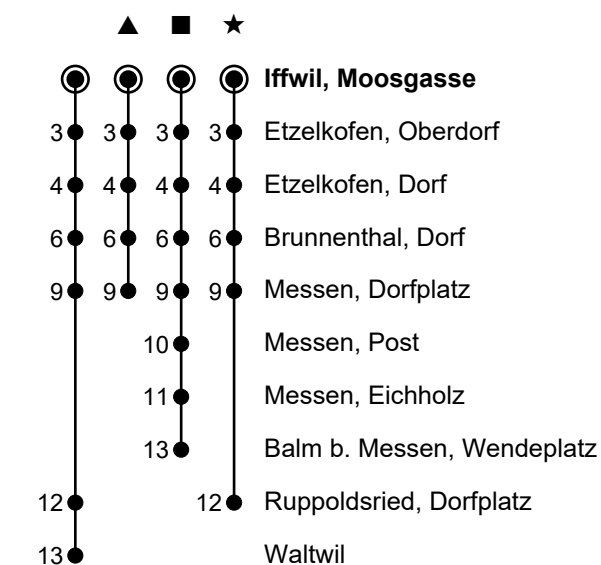 ▲ ■ ★
Iffwil, Moosgasse
3 3 3 3 Etzelkofen, Oberdorf
4 4 4 4 Etzelkofen, Dorf
6 6 6 6 Brunnenthal, Dorf
9 9 9 9 Messen, Dorfplatz
10 Messen, Post
11 Messen, Eichholz
13 Balm b. Messen, Wendeplatz
12 12 Ruppoldsried, Dorfplatz
13 Waltwil